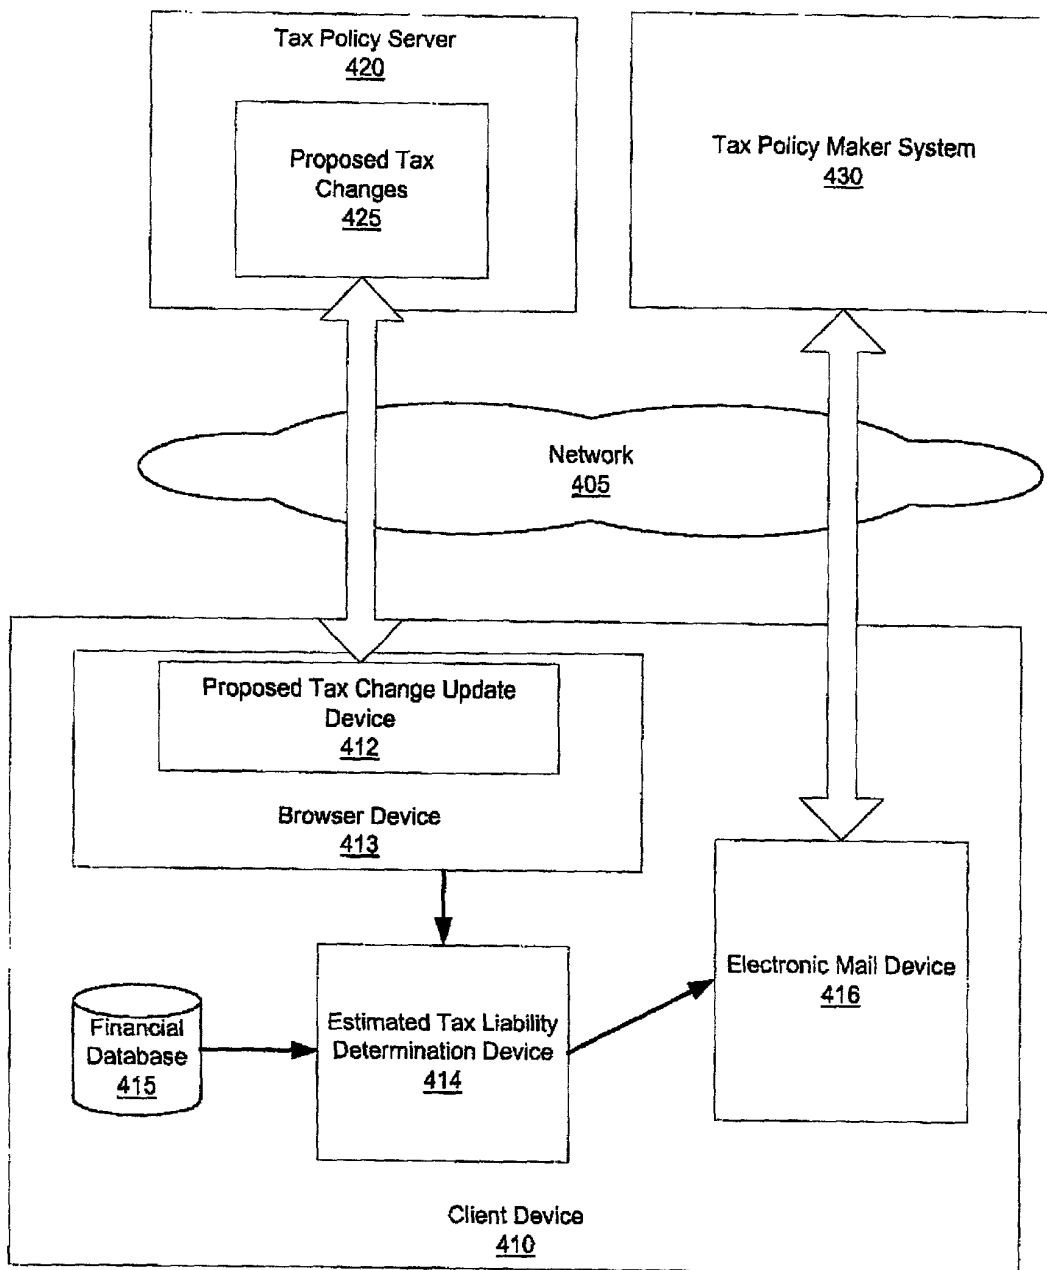 Tax Policy Server
420
Proposed Tax
Changes
425
Tax Policy Maker System
430
Network
405
Proposed Tax Change Update
Device
412
Browser Device
413
Financial
Database
415
Estimated Tax Liability
Determination Device
414
Electronic Mail Device
416
Client Device
410